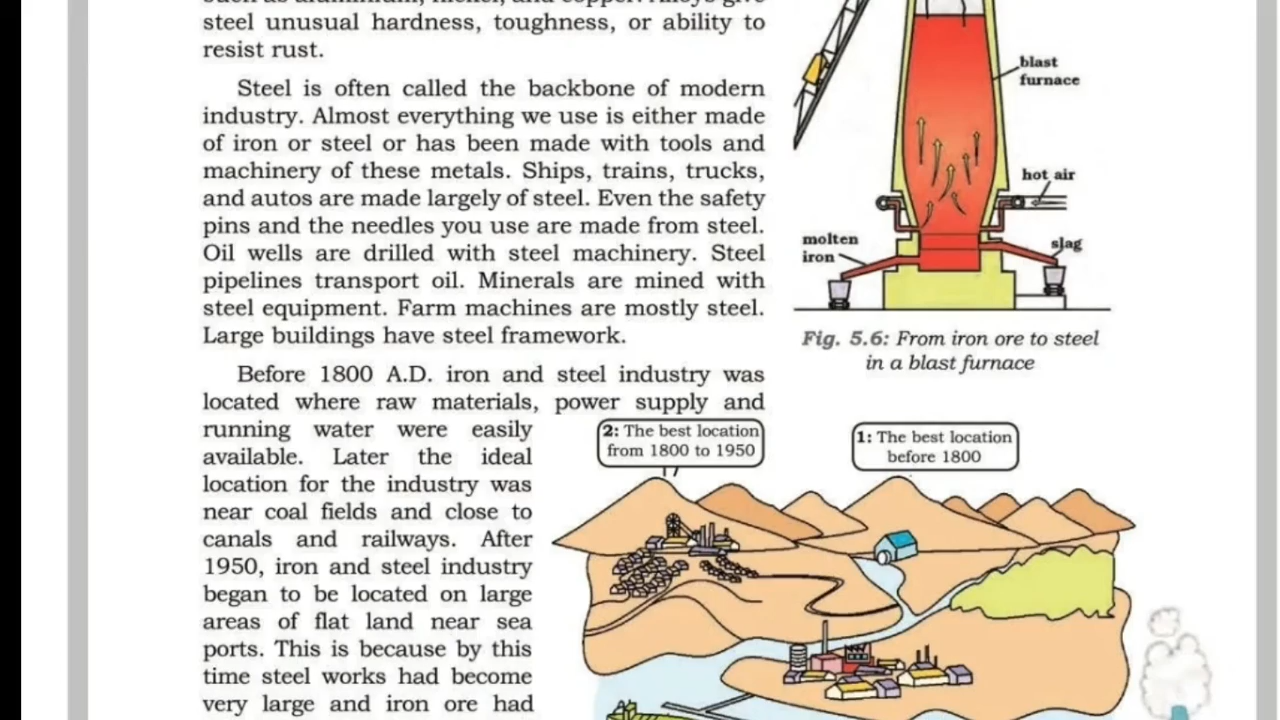 such as aluminium, nickel, and copper. Alloys give
steel unusual hardness, toughness, or ability to
resist rust.
Steel is often called the backbone of modern
industry. Almost everything we use is either made
of iron or steel or has been made with tools and
machinery of these metals. Ships, trains, trucks,
and autos are made largely of steel. Even the safety
pins and the needles you use are made from steel.
Oil wells are drilled with steel machinery. Steel
pipelines transport oil. Minerals are mined with
steel equipment. Farm machines are mostly steel.
Large buildings have steel framework.
Before 1800 A.D. iron and steel industry was
located where raw materials, power supply and
running water were easily
available. Later the ideal
location for the industry was
near coal fields and close to
canals and railways. After
1950, iron and steel industry
began to be located on large
areas of flat land near sea
ports. This is because by this
time steel works had become
very large and iron ore had
blast
furnace
hot air
molten
iron
slag
Fig. 5.6: From iron ore to steel
in a blast furnace
2: The best location
from 1800 to 1950
1: The best location
before 1800